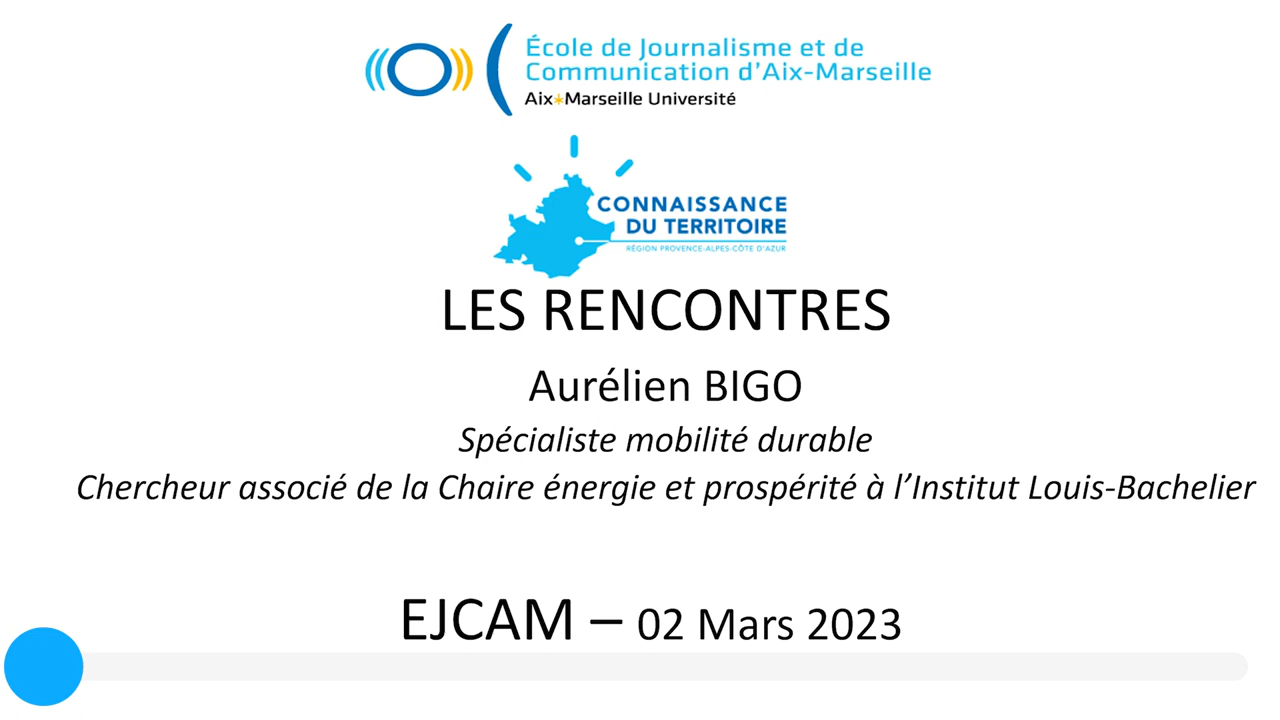 École de Journalisme et de
Communication d'Aix-Marseille
Aix*Marseille Université
CONNAISSANCE
DU TERRITOIRE
RÉGION PROVENCE-ALPES-CÔTE D'AZUR
LES RENCONTRES
Aurélien BIGO
Spécialiste mobilité durable
Chercheur associé de la Chaire énergie et prospérité à l'Institut Louis-Bachelier
EJCAM – 02 Mars 2023